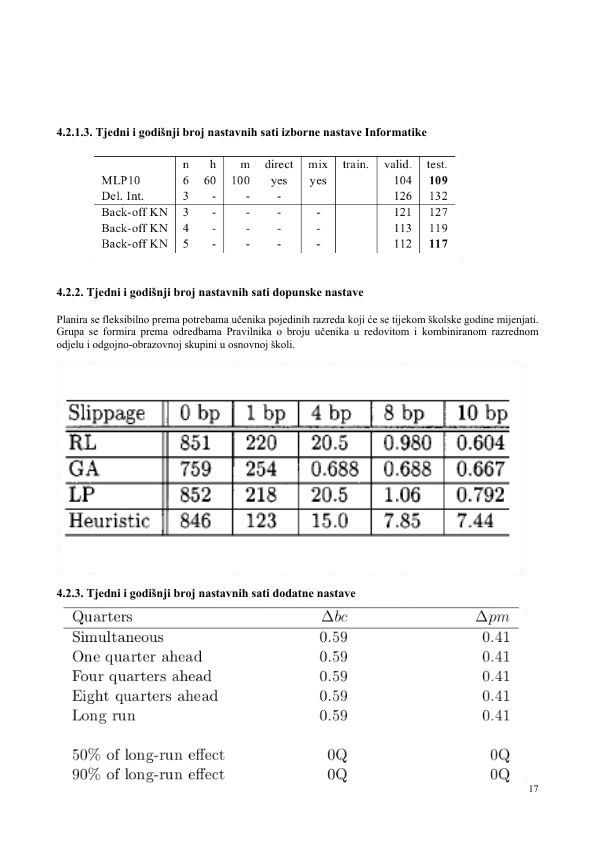 4.2.1.3. Tjedni i godišnji broj nastavnih sati izborne nastave Informatike
n h m direct mix train. valid. test.
MLP10 6 60 100 yes yes 104 109
Del. Int. 3 - - - 126 132
Back-off KN 3 - - - - 121 127
Back-off KN 4 - - - - 113 119
Back-off KN 5 - - - - 112 117
4.2.2. Tjedni i godišnji broj nastavnih sati dopunske nastave
Planira se fleksibilno prema potrebama učenika pojedinih razreda koji će se tijekom školske godine mijenjati.
Grupa se formira prema odredbama Pravilnika o broju učenika u redovitom i kombiniranom razrednom
odjelu i odgojno-obrazovnoj skupini u osnovnoj školi.
Slippage 0 bp 1 bp 4 bp 8 bp 10 bp
RL 851 220 20.5 0.980 0.604
GA 759 254 0.688 0.688 0.667
LP 852 218 20.5 1.06 0.792
Heuristic 846 123 15.0 7.85 7.44
4.2.3. Tjedni i godišnji broj nastavnih sati dodatne nastave
Quarters Δbc Δpm
Simultaneous 0.59 0.41
One quarter ahead 0.59 0.41
Four quarters ahead 0.59 0.41
Eight quarters ahead 0.59 0.41
Long run 0.59 0.41
50% of long-run effect 0Q 0Q
90% of long-run effect 0Q 0Q
17